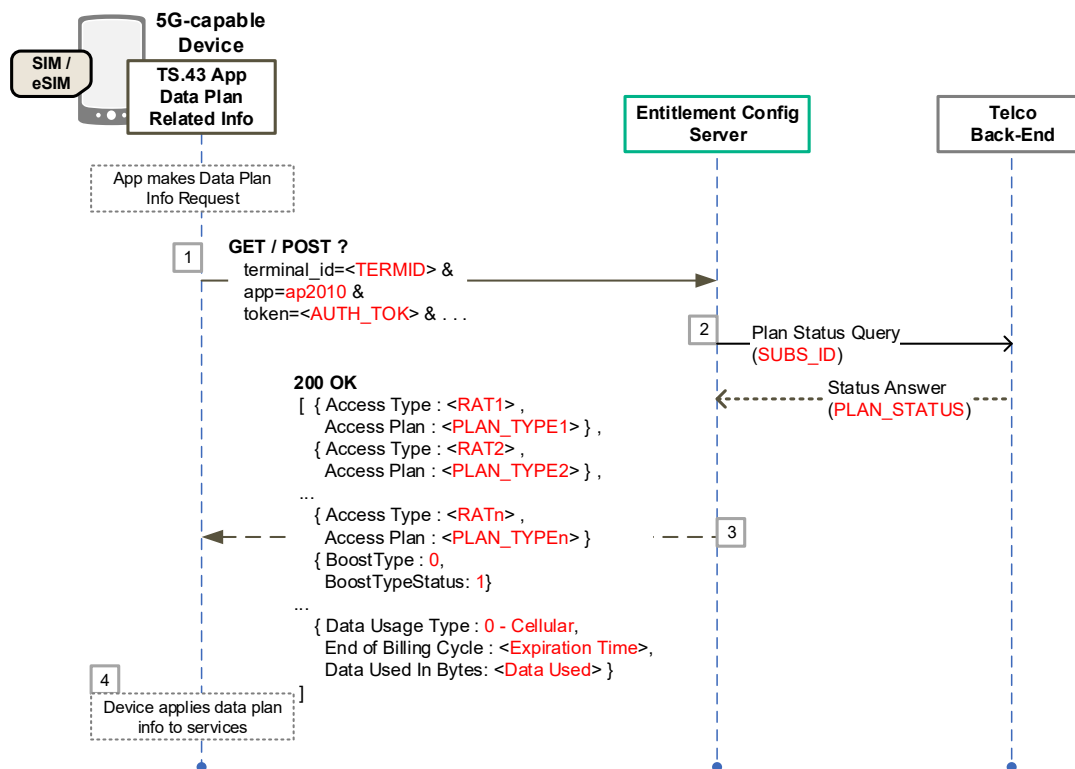 5G-capable
Device
SIM /
eSIM
TS.43 App
Data Plan
Related Info
Entitlement Config
Server
Telco
Back-End
App makes Data Plan
Info Request
1
GET / POST ?
terminal_id=<TERMID> &
app=ap2010 &
token=<AUTH_TOK> & . . .
2
Plan Status Query
(SUBS_ID)
Status Answer
(PLAN_STATUS)
200 OK
[ { Access Type : <RAT1> ,
Access Plan : <PLAN_TYPE1> } ,
{ Access Type : <RAT2> ,
Access Plan : <PLAN_TYPE2> } ,
...
{ Access Type : <RATn> ,
Access Plan : <PLAN_TYPEn> }
3
{ BoostType : 0,
BoostTypeStatus: 1}
...
{ Data Usage Type : 0 - Cellular,
End of Billing Cycle : <Expiration Time>,
Data Used In Bytes: <Data Used> }
]
4
Device applies data plan
info to services